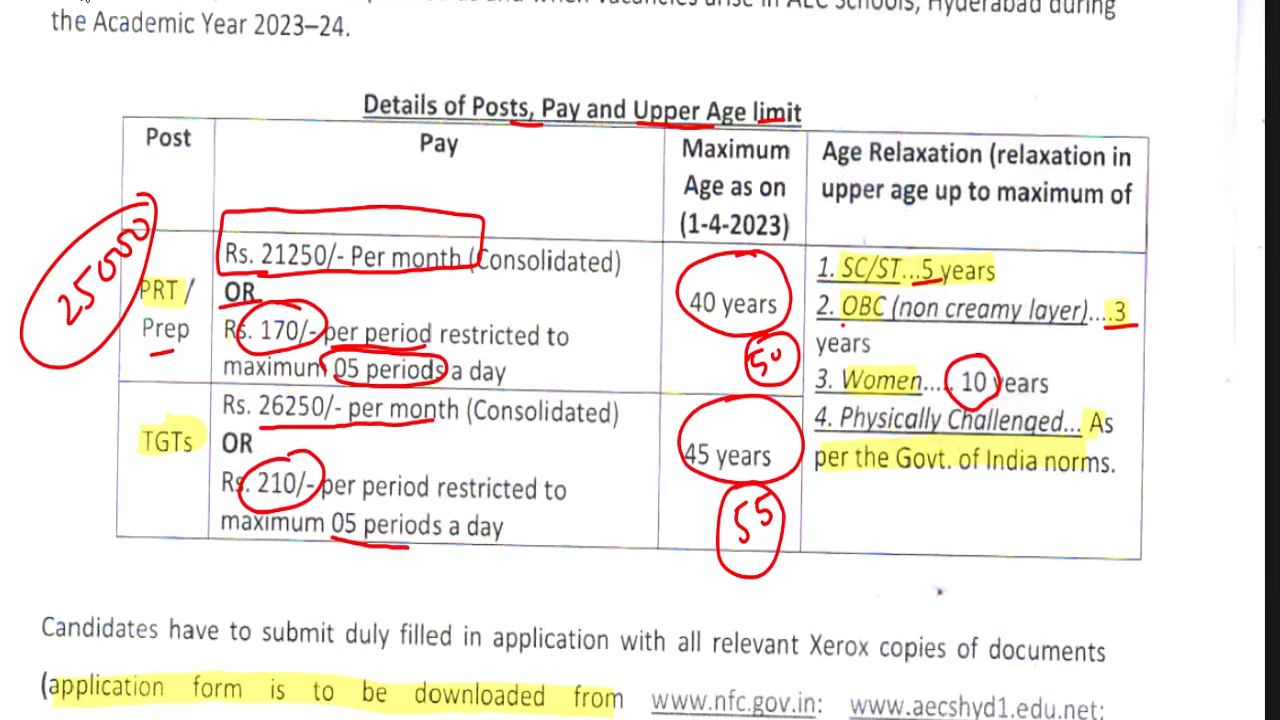 the Academic Year 2023–24.
Details of Posts, Pay and Upper Age limit
Post
Pay
Maximum
Age as on
(1-4-2023)
Age Relaxation (relaxation in
upper age up to maximum of
25000
PRT /
Prep
Rs. 21250/- Per month (Consolidated)
OR
Rs. 170/- per period restricted to
maximum 05 periods a day
40 years
50
1. SC/ST...5 years
2. OBC (non creamy layer)....3
years
3. Women..... 10 years
4. Physically Challenged... As
per the Govt. of India norms.
TGTs
Rs. 26250/- per month (Consolidated)
OR
Rs. 210/- per period restricted to
maximum 05 periods a day
45 years
55
Candidates have to submit duly filled in application with all relevant Xerox copies of documents
(application form is to be downloaded from www.nfc.gov.in: www.aecshyd1.edu.net: